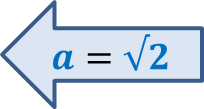 a = √2